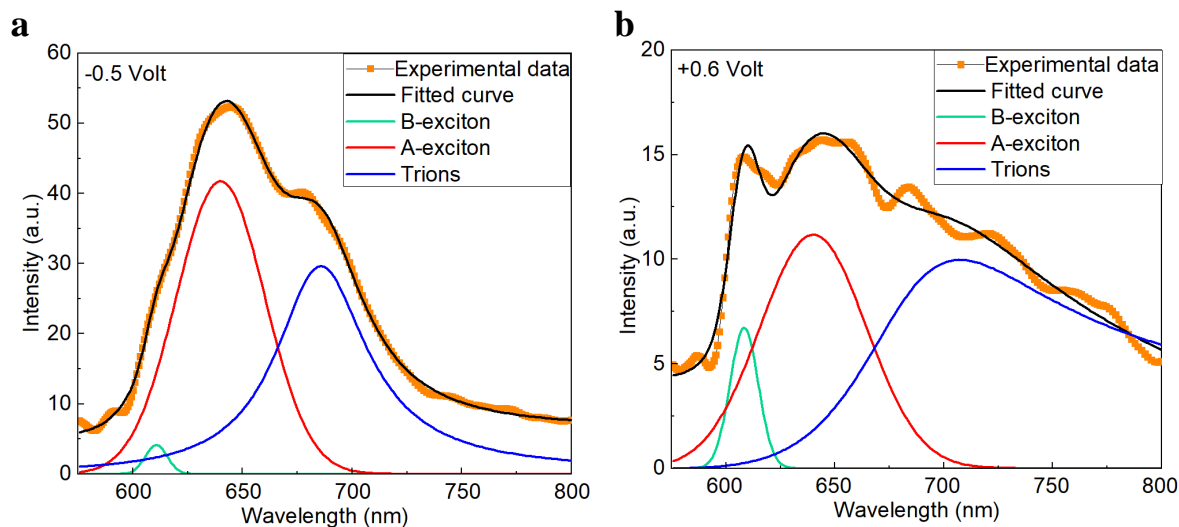 a
60
50
40
30
20
10
0
Intensity (a.u.)
-0.5 Volt
Experimental data
Fitted curve
B-exciton
A-exciton
Trions
600
650
700
750
800
Wavelength (nm)
b
20
15
10
5
0
Intensity (a.u.)
+0.6 Volt
Experimental data
Fitted curve
B-exciton
A-exciton
Trions
600
650
700
750
800
Wavelength (nm)